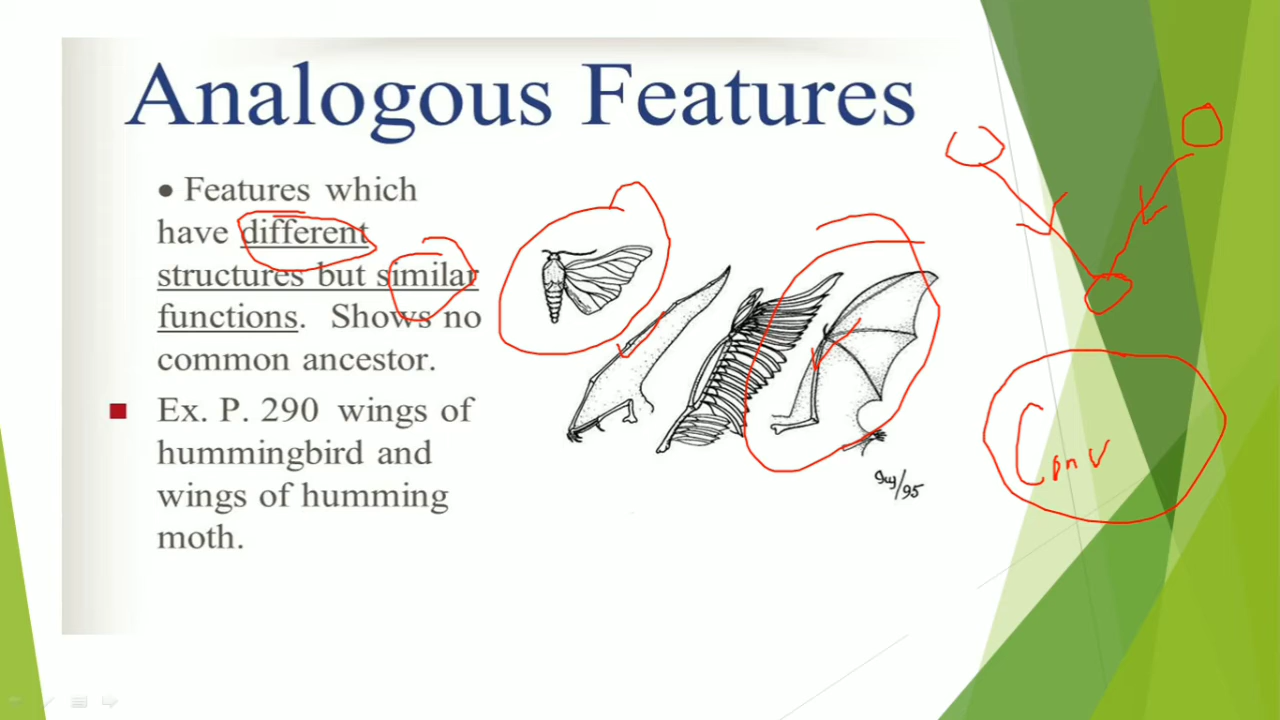 Analogous Features
• Features which
have different
structures but similar
functions. Shows no
common ancestor.
Ex. P. 290 wings of
hummingbird and
wings of humming
moth.
Conv